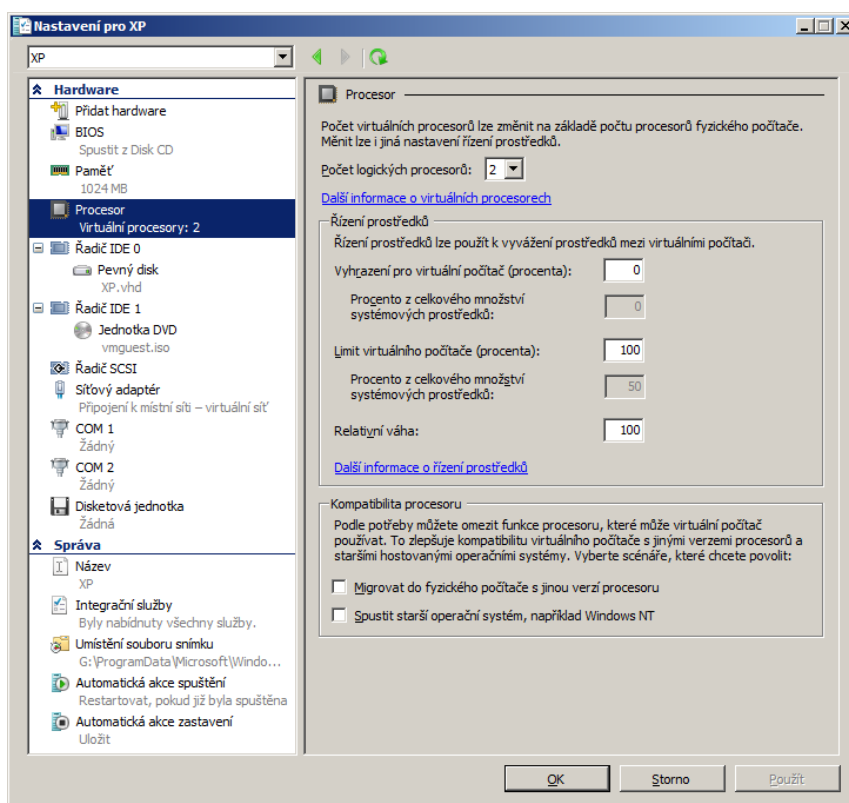 Nastavení pro XP
XP
Hardware
Přidat hardware
BIOS
Spustit z Disk CD
Paměť
1024 MB
Procesor
Virtuální procesory: 2
Řadič IDE 0
Pevný disk
XP.vhd
Řadič IDE 1
Jednotka DVD
vmguest.iso
Řadič SCSI
Síťový adaptér
Připojení k místní síti – virtuální síť
COM 1
Žádný
COM 2
Žádný
Disketová jednotka
Žádná
Správa
Název
XP
Integrační služby
Byly nabídnuty všechny služby.
Umístění souboru snímku
G:\ProgramData\Microsoft\Windo...
Automatická akce spuštění
Restartovat, pokud již byla spuštěna
Automatická akce zastavení
Uložit
Procesor
Počet virtuálních procesorů lze změnit na základě počtu procesorů fyzického počítače.
Měnit lze i jiná nastavení řízení prostředků.
Počet logických procesorů: 2
Další informace o virtuálních procesorech
Řízení prostředků
Řízení prostředků lze použít k vyvážení prostředků mezi virtuálními počítači.
Vyhrazení pro virtuální počítač (procenta): 0
Procento z celkového množství
systémových prostředků: 0
Limit virtuálního počítače (procenta): 100
Procento z celkového množství
systémových prostředků: 50
Relativní váha: 100
Další informace o řízení prostředků
Kompatibilita procesoru
Podle potřeby můžete omezit funkce procesoru, které může virtuální počítač
používat. To zlepšuje kompatibilitu virtuálního počítače s jinými verzemi procesorů a
staršími hostovanými operačními systémy. Vyberte scénáře, které chcete povolit:
Migrovat do fyzického počítače s jinou verzí procesoru
Spustit starší operační systém, například Windows NT
OK
Storno
Použít